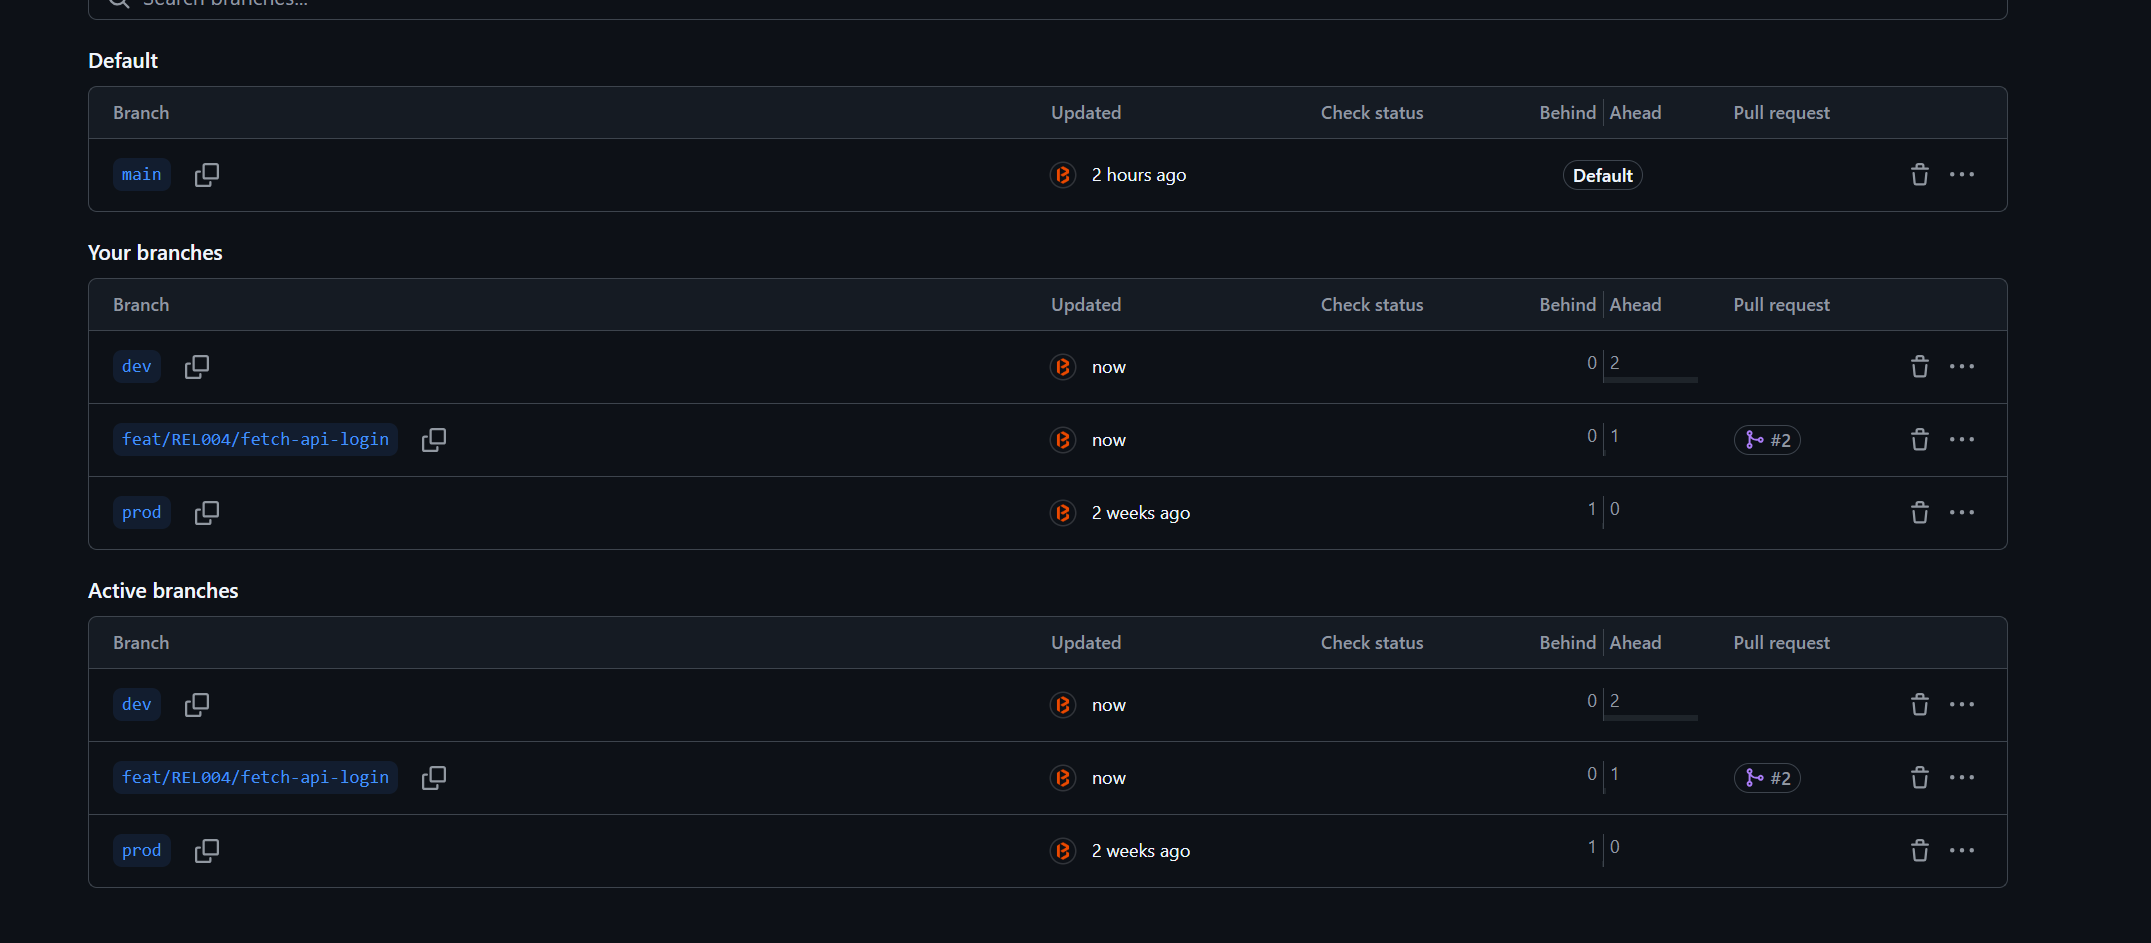 Search branches...
Default
Branch Updated Check status Behind Ahead Pull request
main 2 hours ago Default
Your branches
Branch Updated Check status Behind Ahead Pull request
dev now 0 2
feat/REL004/fetch-api-login now 0 1 #2
prod 2 weeks ago 1 0
Active branches
Branch Updated Check status Behind Ahead Pull request
dev now 0 2
feat/REL004/fetch-api-login now 0 1 #2
prod 2 weeks ago 1 0